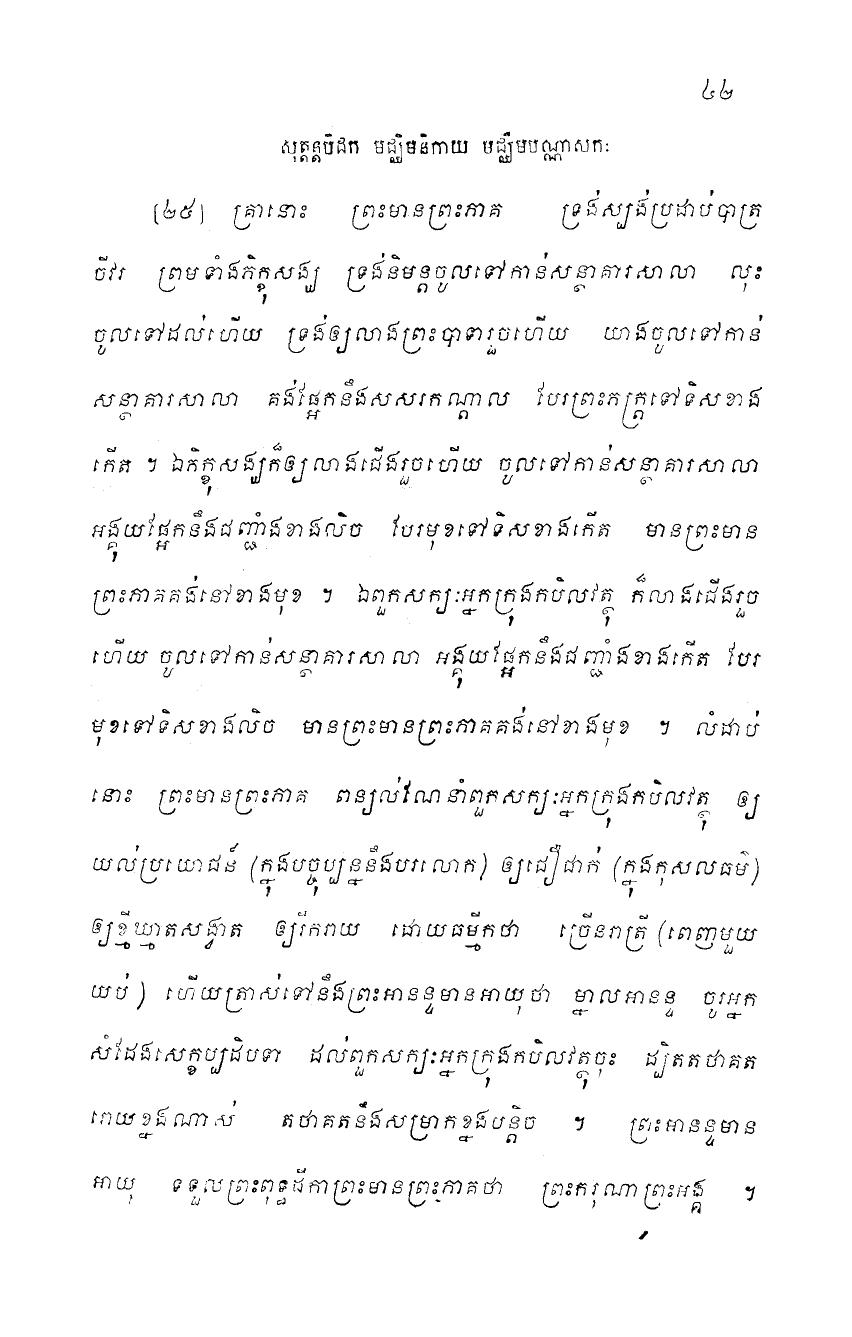 ៤២
សុត្តន្តបិដក មជ្ឈិមនិកាយ មជ្ឈិមបណ្ណាសកៈ
[២៥] គ្រានោះ ព្រះមានព្រះភាគ ទ្រង់ស្បង់ប្រដាប់បាត្រ
ចីវរ ព្រមទាំងភិក្ខុសង្ឃ ទ្រង់និមន្តចូលទៅកាន់សន្ថាគារសាលា លុះ
ចូលទៅដល់ហើយ ទ្រង់ឲ្យលាងព្រះបាទារួចហើយ យាងចូលទៅកាន់
សន្ថាគារសាលា គង់ផ្អែកនឹងសសរកណ្តាល បែរព្រះភក្ត្រទៅទិសខាង
កើត ។ ឯភិក្ខុសង្ឃក៏ឲ្យលាងជើងរួចហើយ ចូលទៅកាន់សន្ថាគារសាលា
អង្គុយផ្អែកនឹងជញ្ជាំងខាងលិច បែរមុខទៅទិសខាងកើត មានព្រះមាន
ព្រះភាគគង់នៅខាងមុខ ។ ឯពួកសក្យៈអ្នកក្រុងកបិលវត្ថុ ក៏លាងជើងរួច
ហើយ ចូលទៅកាន់សន្ថាគារសាលា អង្គុយផ្អែកនឹងជញ្ជាំងខាងកើត បែរ
មុខទៅទិសខាងលិច មានព្រះមានព្រះភាគគង់នៅខាងមុខ ។ លំដាប់
នោះ ព្រះមានព្រះភាគ ពន្យល់ណែនាំពួកសក្យៈអ្នកក្រុងកបិលវត្ថុ ឲ្យ
យល់ប្រយោជន៍ (ក្នុងបច្ចុប្បន្ននឹងបរលោក) ឲ្យជឿជាក់ (ក្នុងកុសលធម៌)
ឲ្យខ្មីឃ្មាតសង្វាត ឲ្យរីករាយ ដោយធម្មីកថា ច្រើនរាត្រី (ពេញមួយ
យប់) ហើយត្រាស់ទៅនឹងព្រះអានន្ទមានអាយុថា ម្នាលអានន្ទ ចូរអ្នក
សំដែងសេក្ខប្បដិបទា ដល់ពួកសក្យៈអ្នកក្រុងកបិលវត្ថុចុះ ដ្បិតតថាគត
រោយខ្នងណាស់ តថាគតនឹងសម្រាកខ្នងបន្តិច ។ ព្រះអានន្ទមាន
អាយុ ទទួលព្រះពុទ្ធដីកាព្រះមានព្រះភាគថា ព្រះករុណាព្រះអង្គ ។